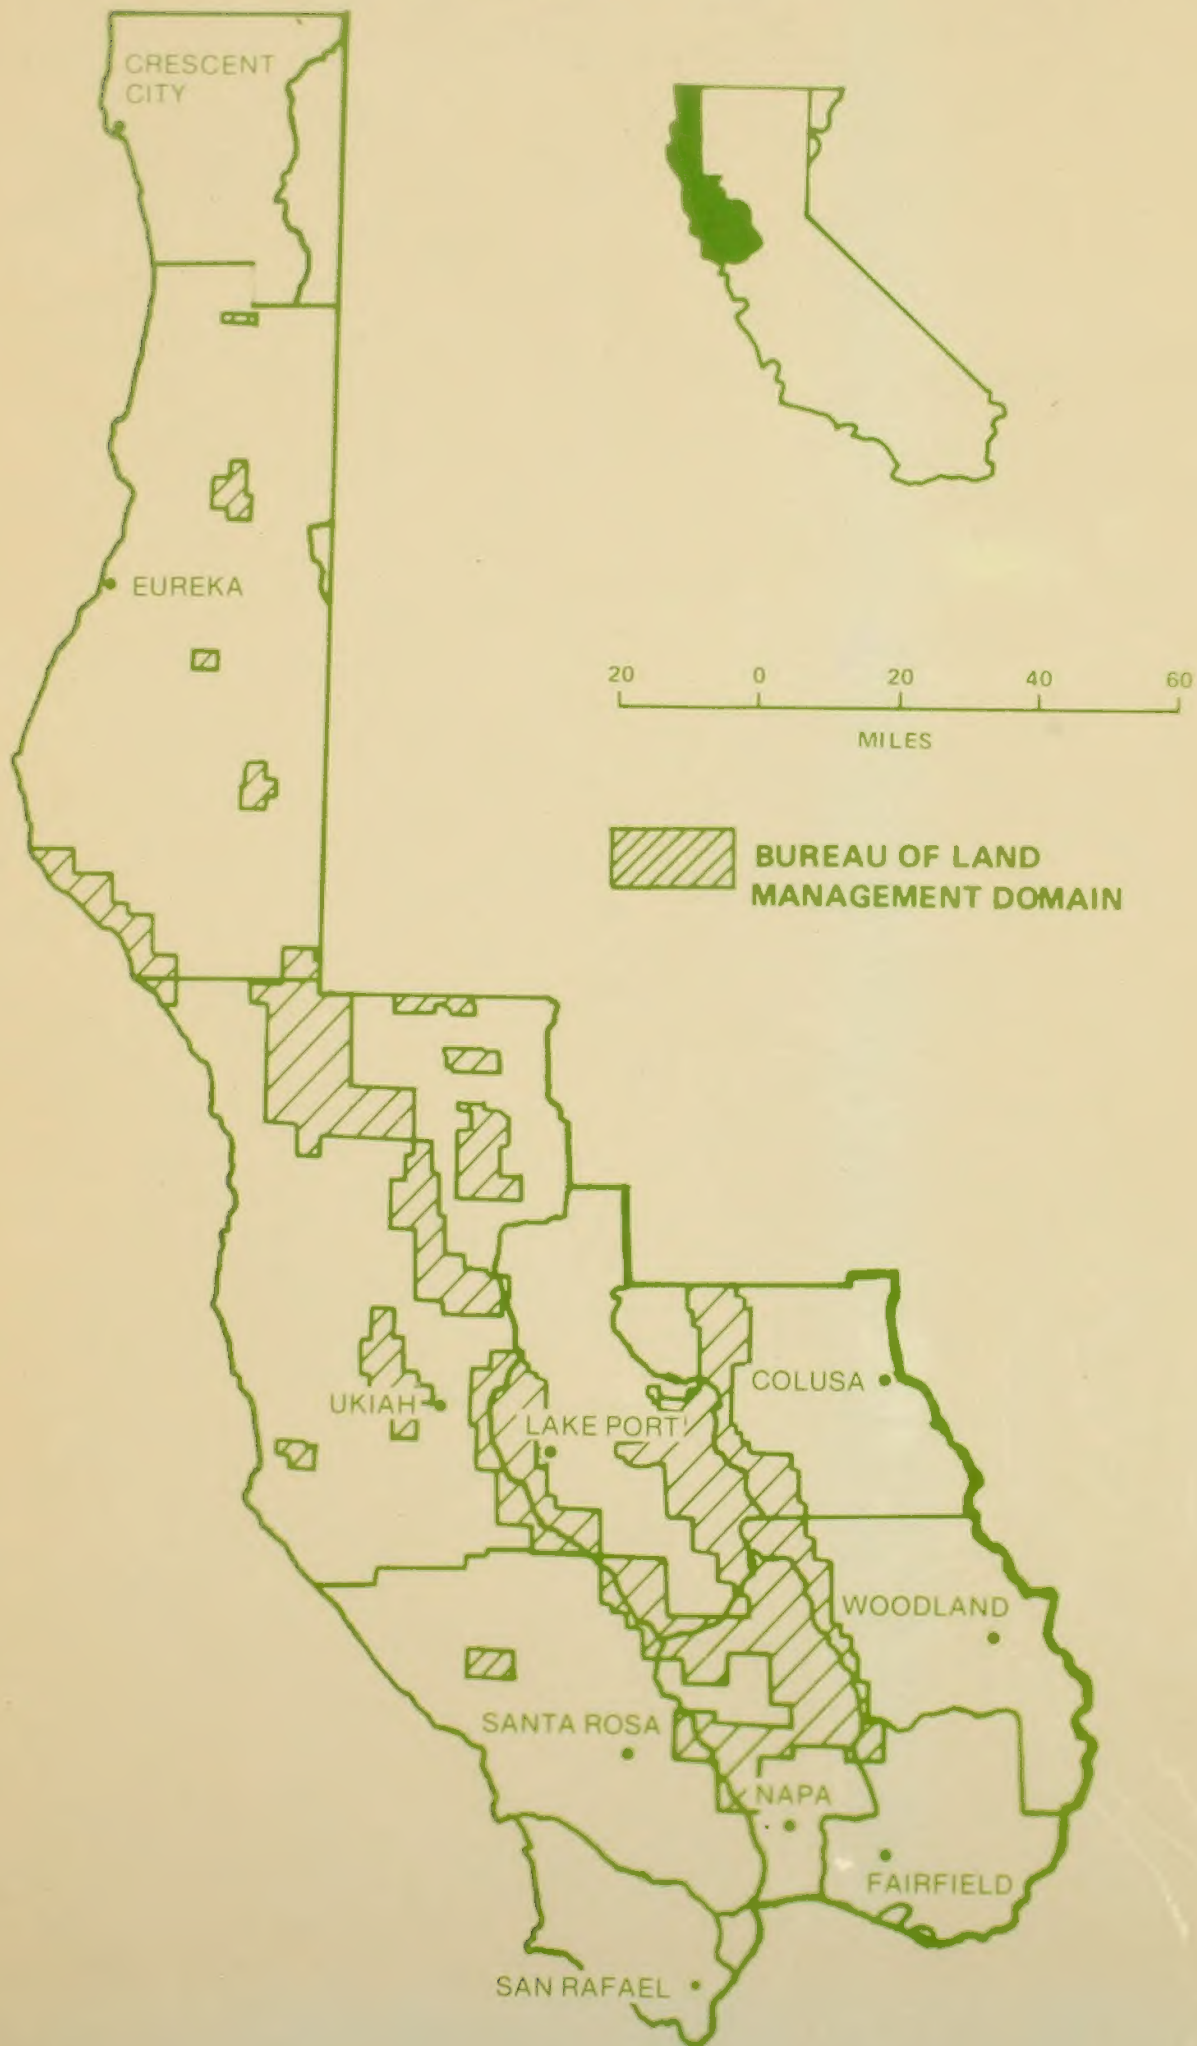 CRESCENT
CITY
EUREKA
20 0 20 40 60
MILES
BUREAU OF LAND
MANAGEMENT DOMAIN
UKIAH
LAKE PORT
COLUSA
WOODLAND
SANTA ROSA
NAPA
FAIRFIELD
SAN RAFAEL